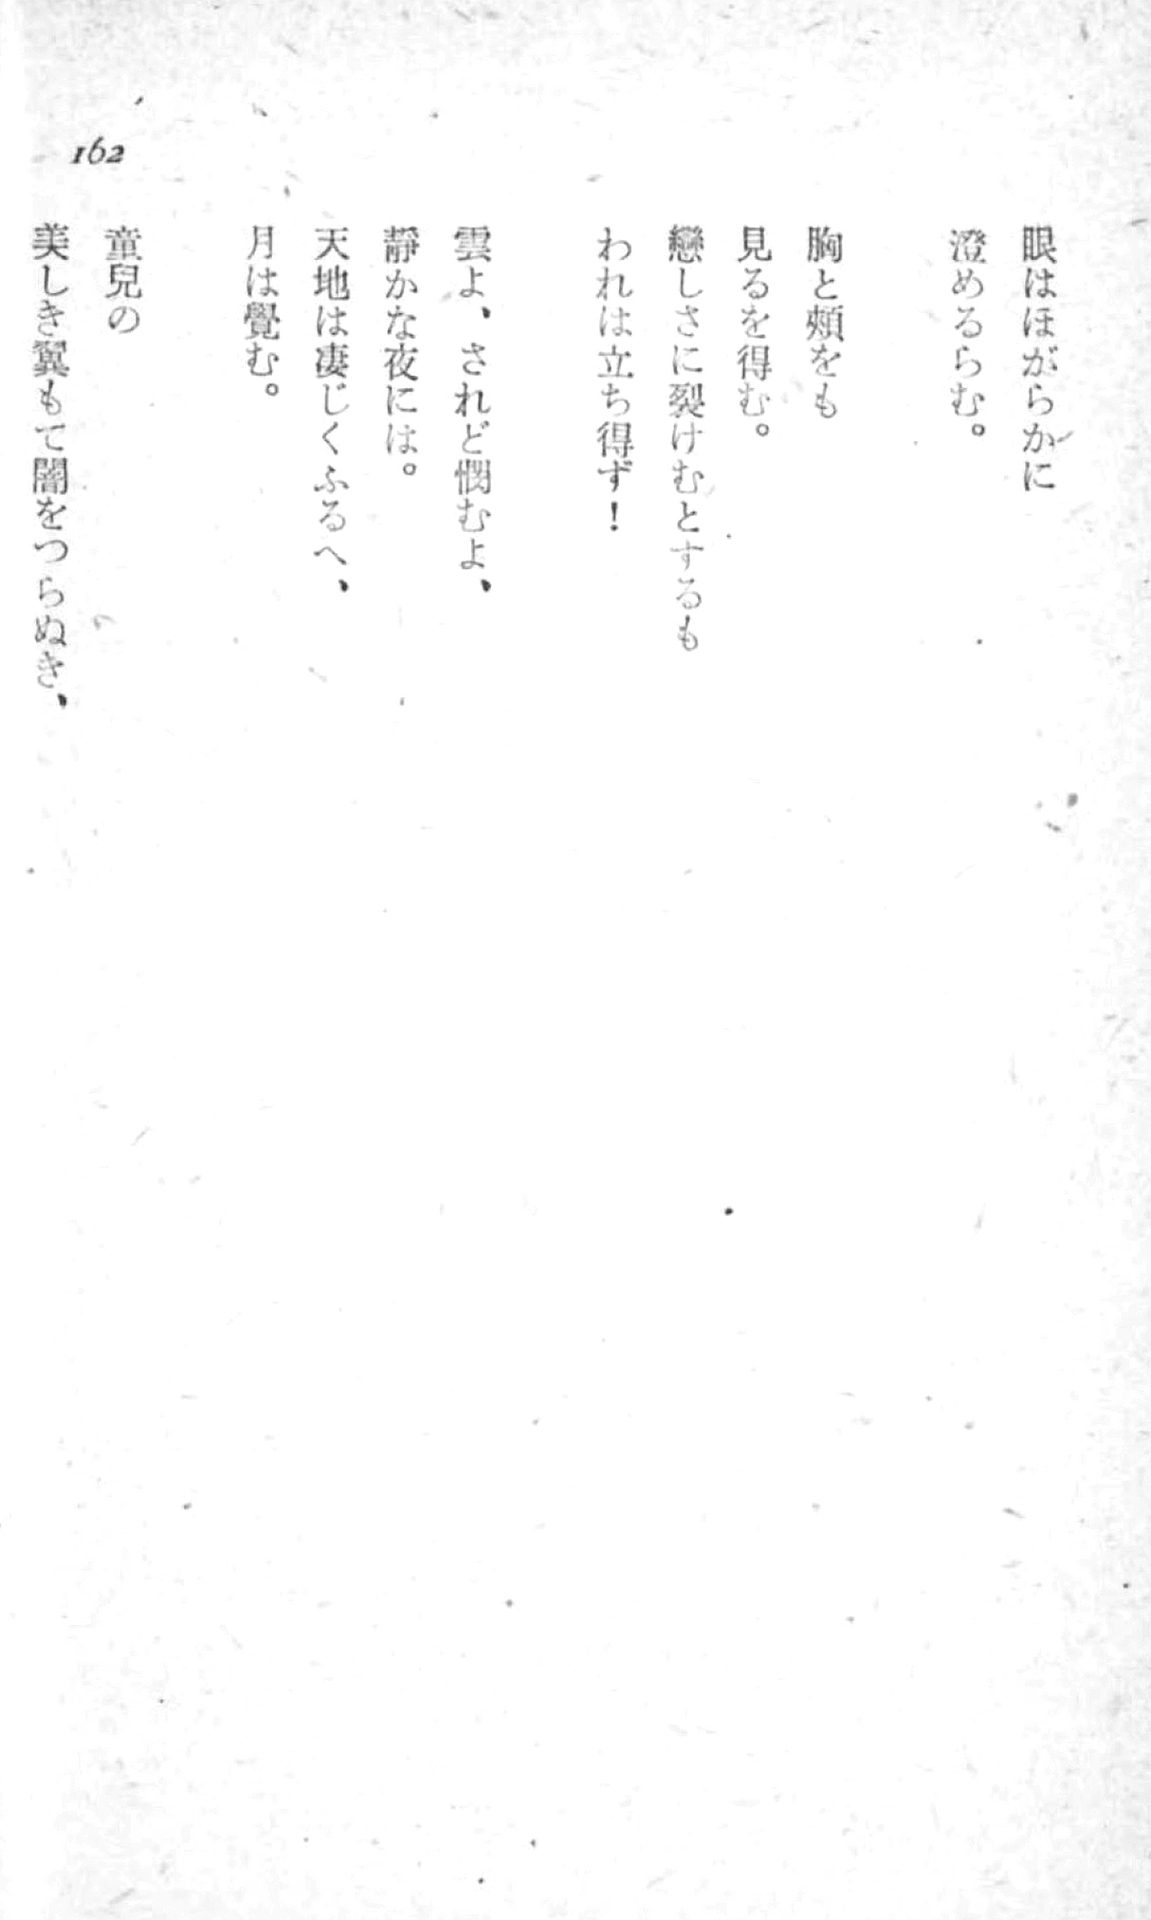 162
眼はほがらかに
澄めるらむ。
胸と頰をも
見るを得む。
戀しさに裂けむとするも
われは立ち得ず！
雲よ、されど憫むよ、
靜かな夜には。
天地は凄じくふるへ、
月は覺む。
童兒の
美しき翼もて闇をつらぬき、